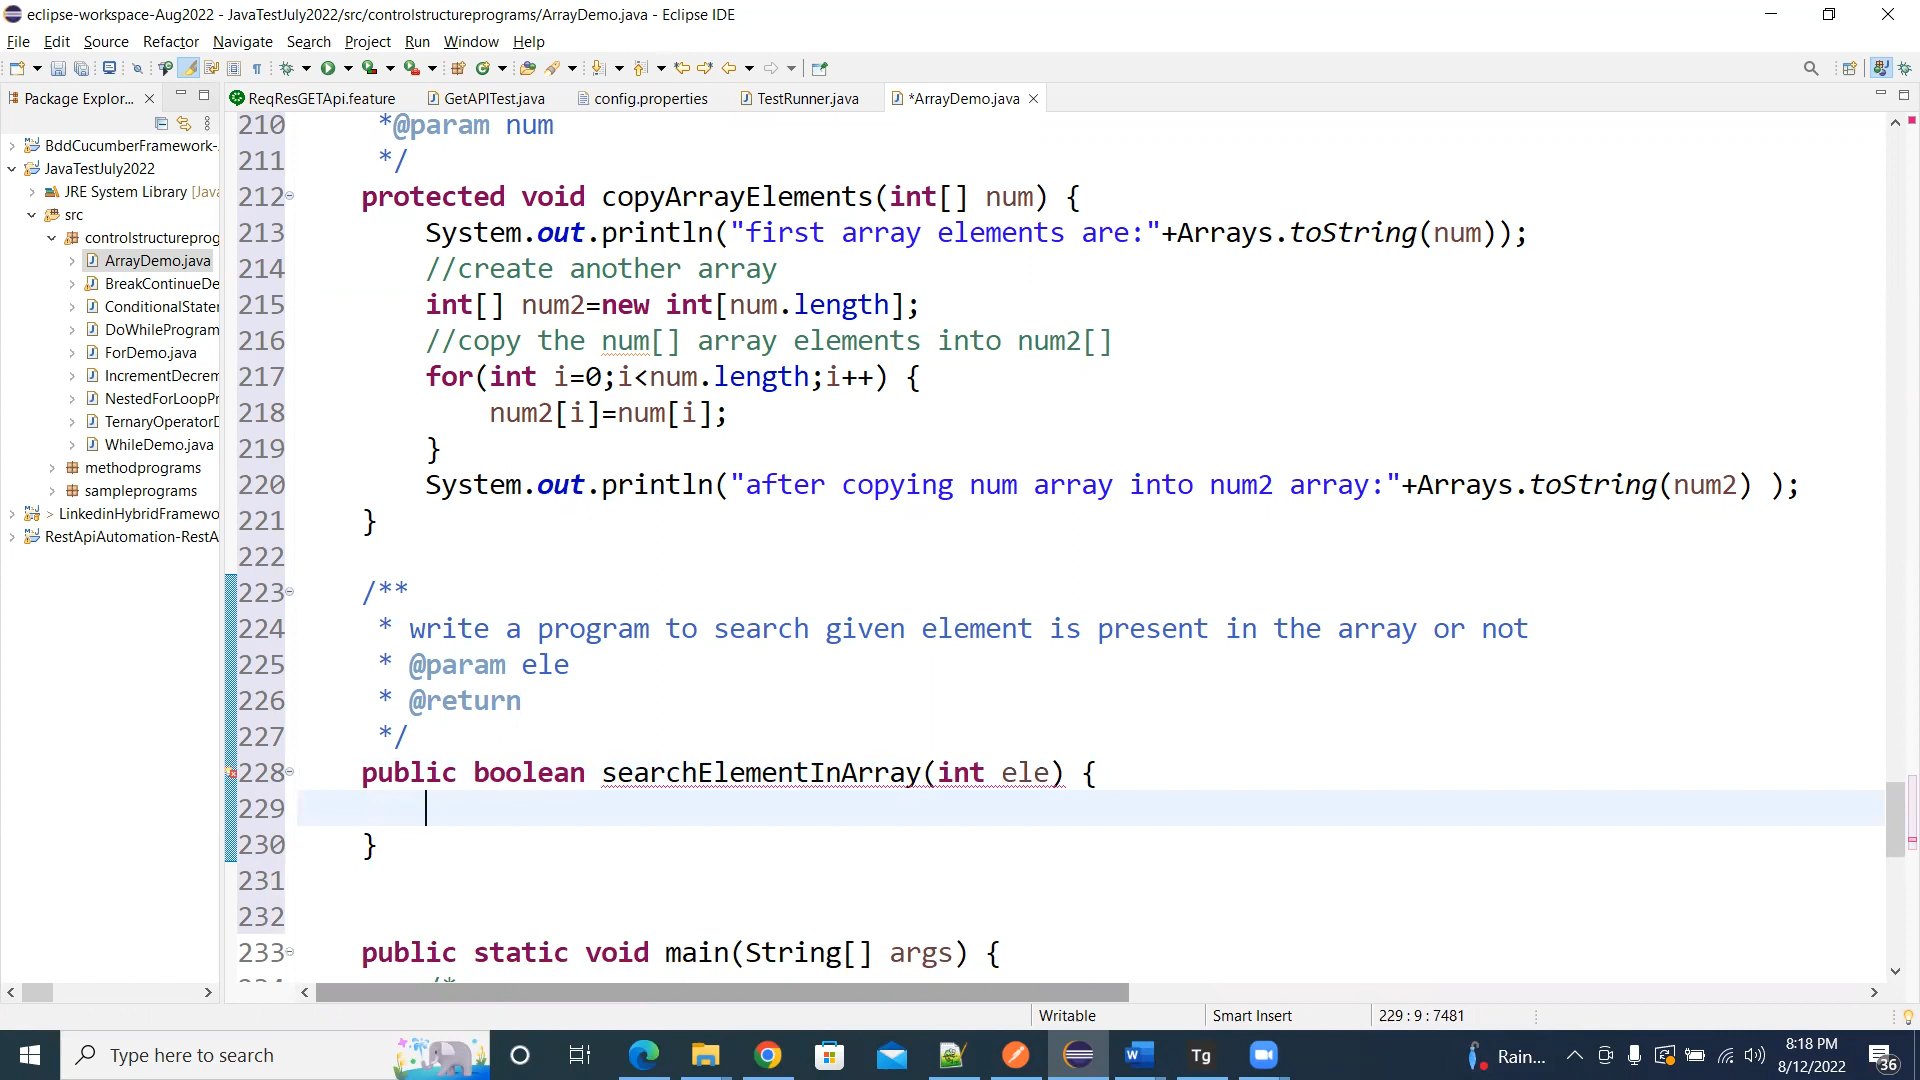 eclipse-workspace-Aug2022 - JavaTestJuly2022/src/controlstructureprograms/ArrayDemo.java - Eclipse IDE
File Edit Source Refactor Navigate Search Project Run Window Help
Package Explor... ReqResGETApi.feature GetAPITest.java config.properties TestRunner.java *ArrayDemo.java
BddCucumberFramework-
JavaTestJuly2022
JRE System Library [Java
src
controlstructureprog
ArrayDemo.java
BreakContinueDe
ConditionalStater
DoWhileProgram
ForDemo.java
IncrementDecrem
NestedForLoopPr
TernaryOperatorD
WhileDemo.java
methodprograms
sampleprograms
> LinkedinHybridFramewo
RestApiAutomation-RestA
210 *@param num
211 */
212 protected void copyArrayElements(int[] num) {
213 System.out.println("first array elements are:"+Arrays.toString(num));
214 //create another array
215 int[] num2=new int[num.length];
216 //copy the num[] array elements into num2[]
217 for(int i=0;i<num.length;i++) {
218 num2[i]=num[i];
219 }
220 System.out.println("after copying num array into num2 array:"+Arrays.toString(num2) );
221 }
222
223 /**
224 * write a program to search given element is present in the array or not
225 * @param ele
226 * @return
227 */
228 public boolean searchElementInArray(int ele) {
229
230 }
231
232
233 public static void main(String[] args) {
Writable Smart Insert 229 : 9 : 7481
Type here to search
Tg
Rain...
8:18 PM
8/12/2022
36